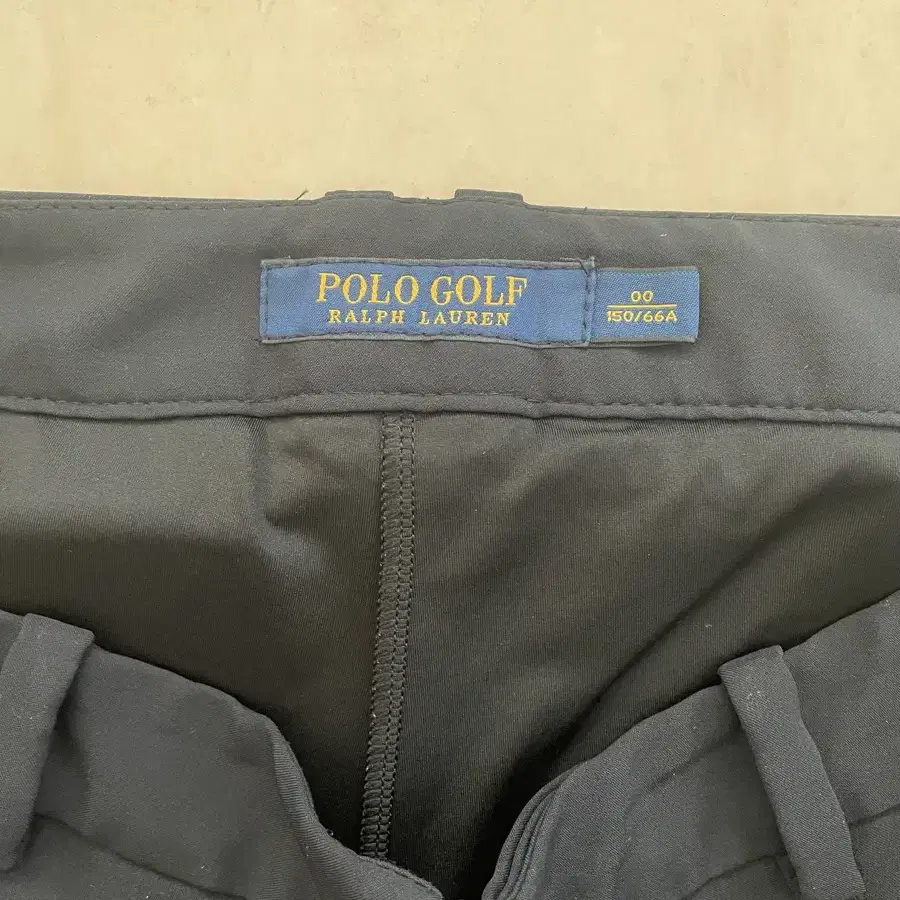 POLO GOLF
RALPH LAUREN
00
150/66A